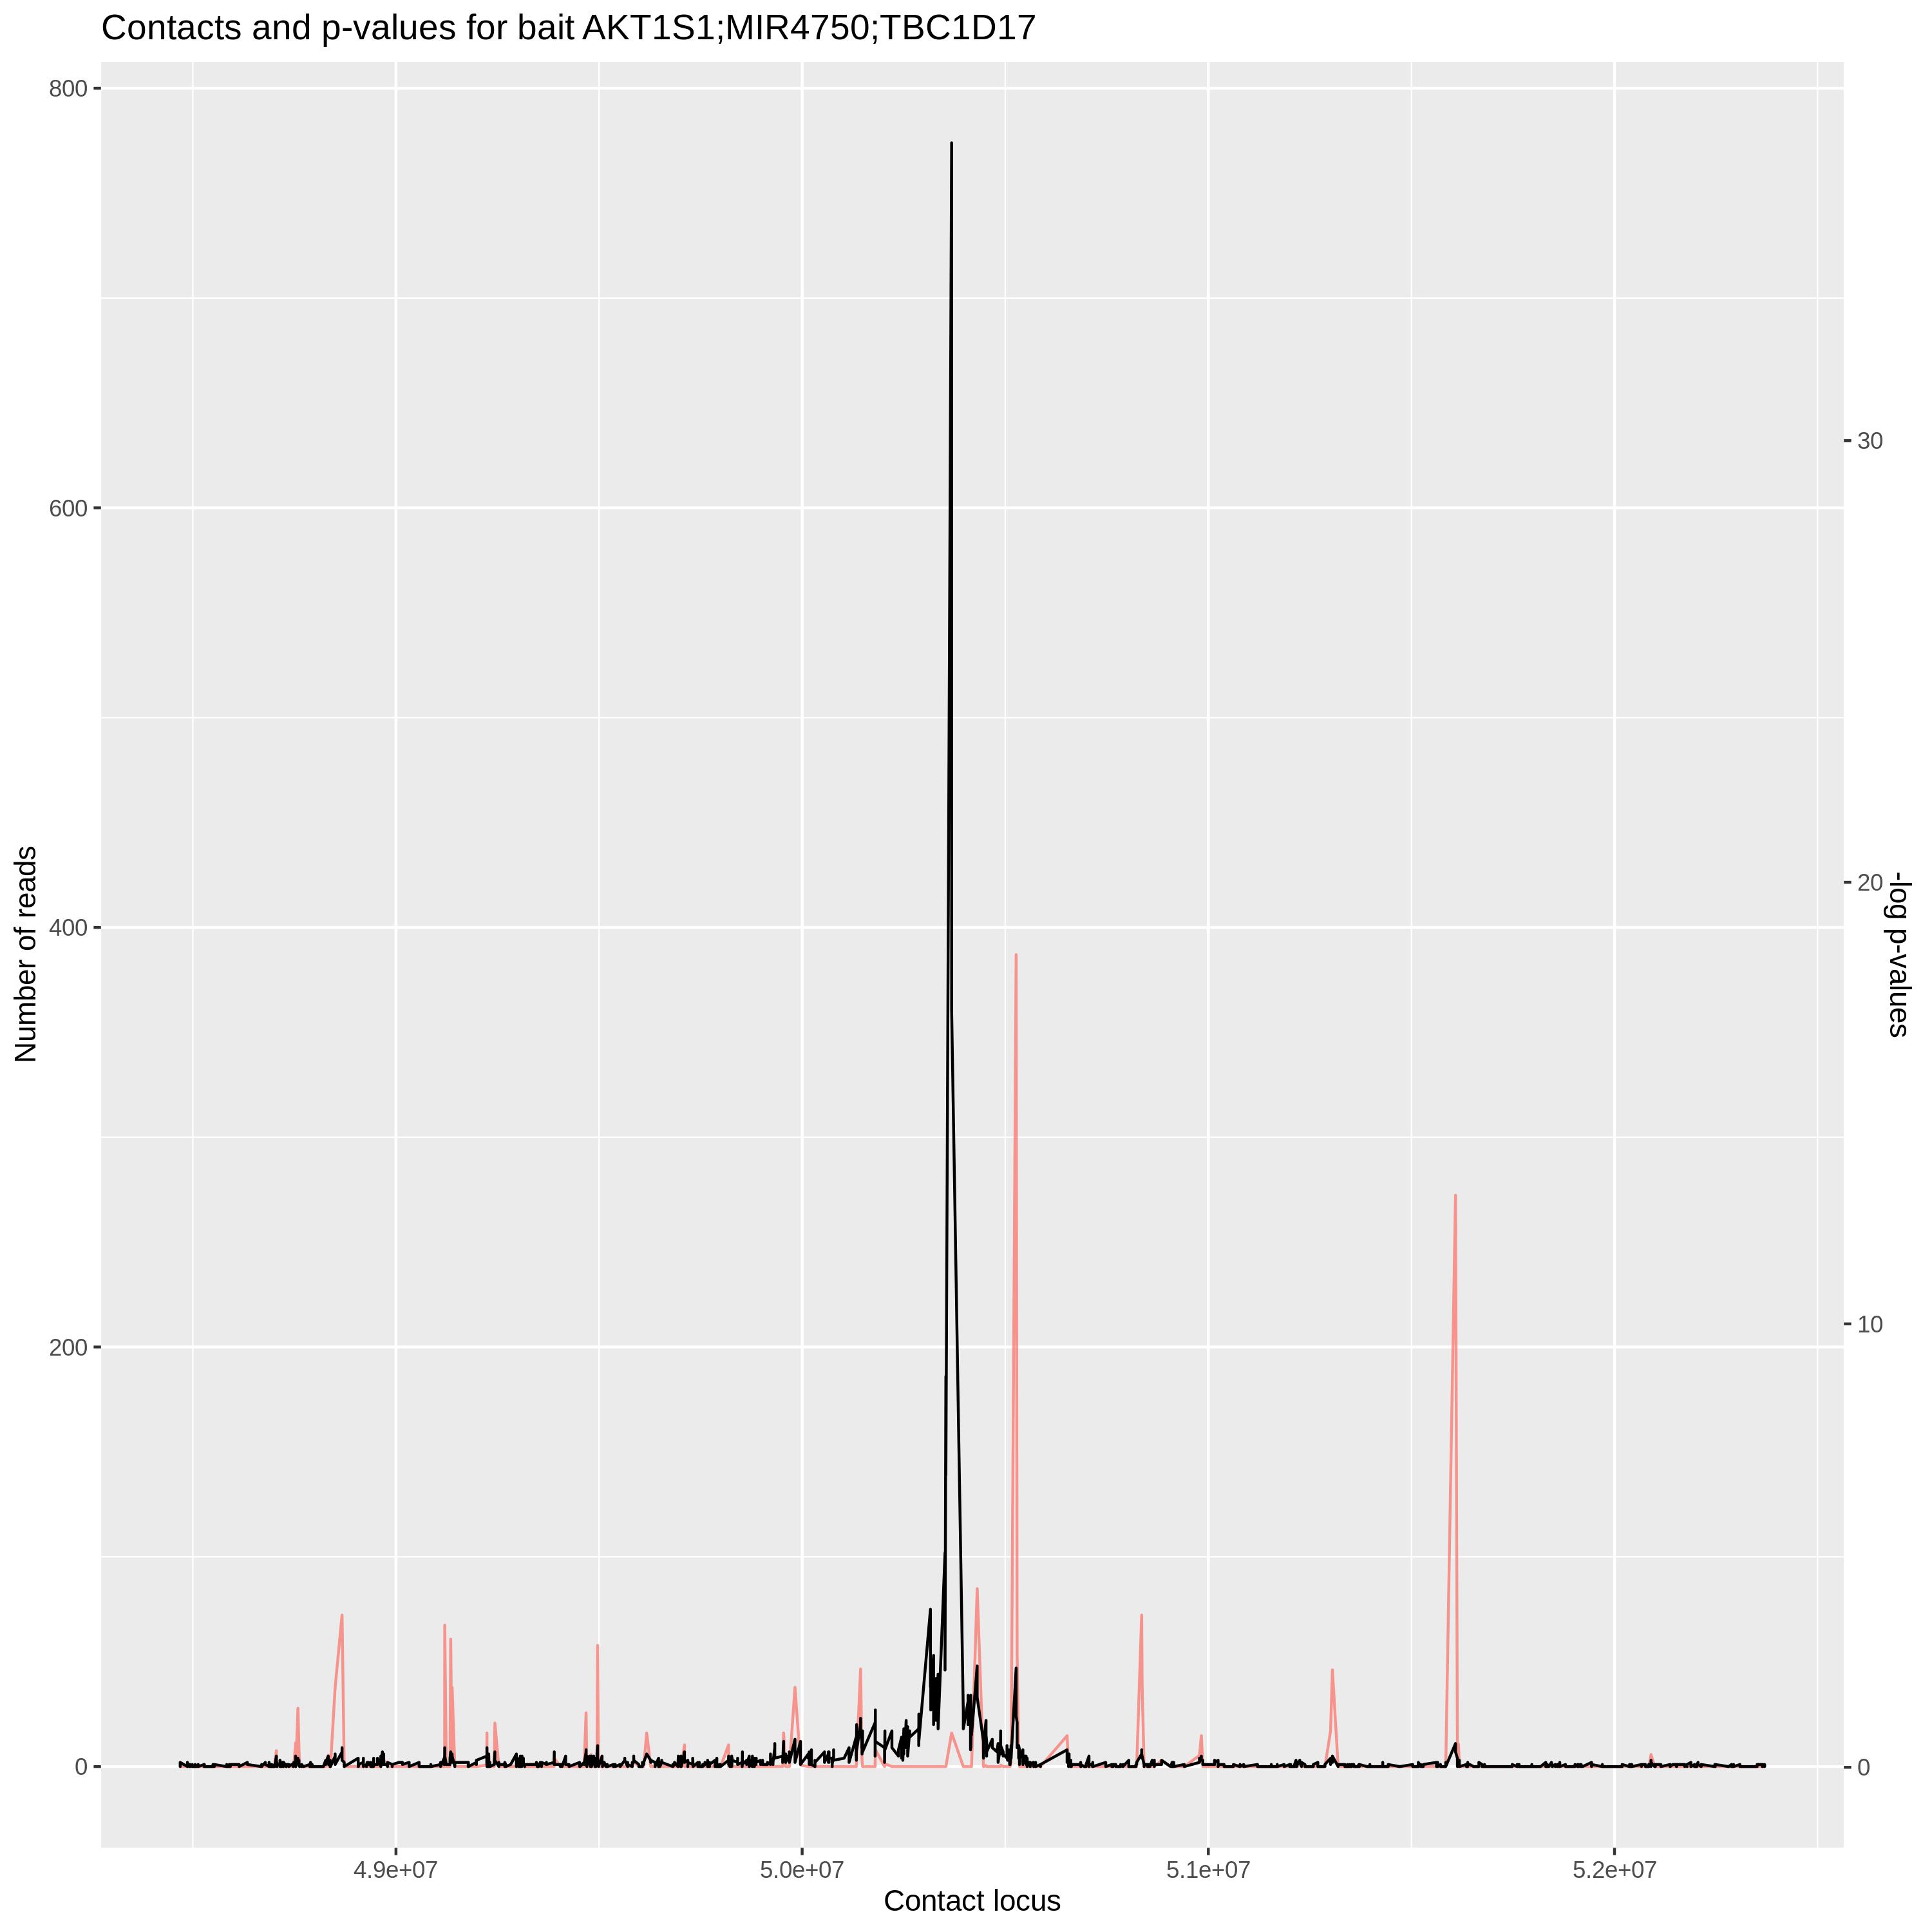 Contacts and p-values for bait AKT1S1;MIR4750;TBC1D17
800
600
400
200
0
Number of reads
30
20
10
0
-log p-values
4.9e+07
5.0e+07
5.1e+07
5.2e+07
Contact locus